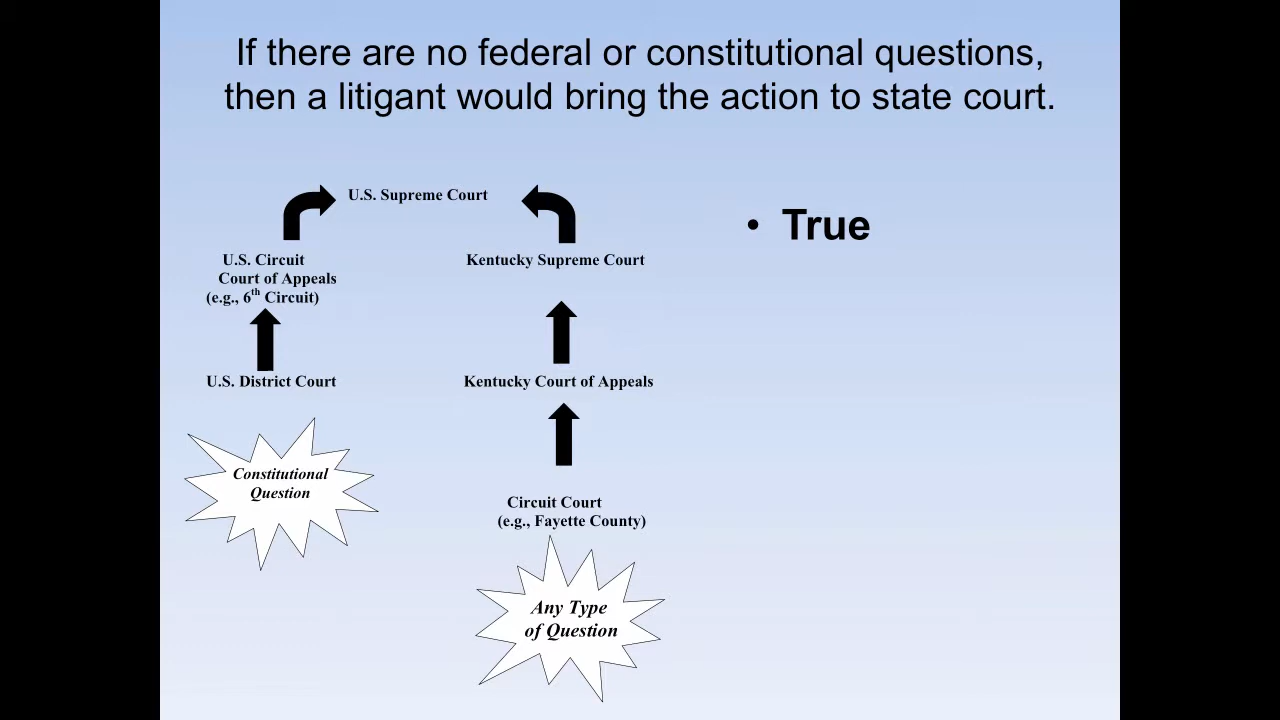 If there are no federal or constitutional questions,
then a litigant would bring the action to state court.
U.S. Supreme Court
U.S. Circuit
Court of Appeals
(e.g., 6th Circuit)
U.S. District Court
Constitutional
Question
Kentucky Supreme Court
Kentucky Court of Appeals
Circuit Court
(e.g., Fayette County)
Any Type
of Question
• True